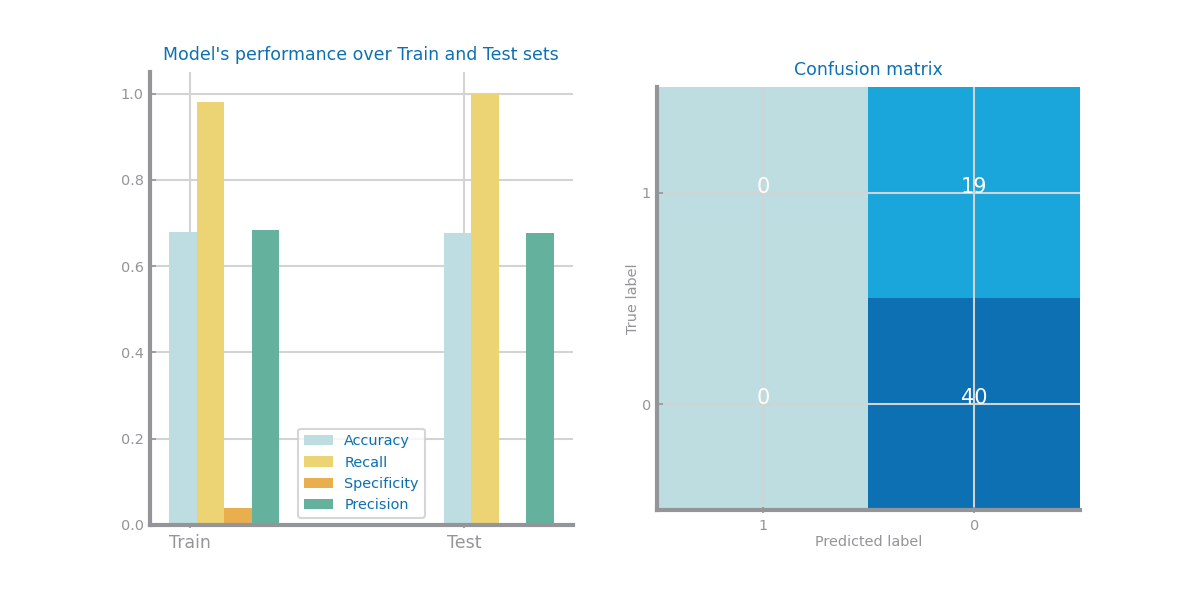 Model's performance over Train and Test sets
1.0
0.8
0.6
0.4
0.2
0.0
Train
Test
Accuracy
Recall
Specificity
Precision
Confusion matrix
True label
1
0
0
19
0
40
1
0
Predicted label